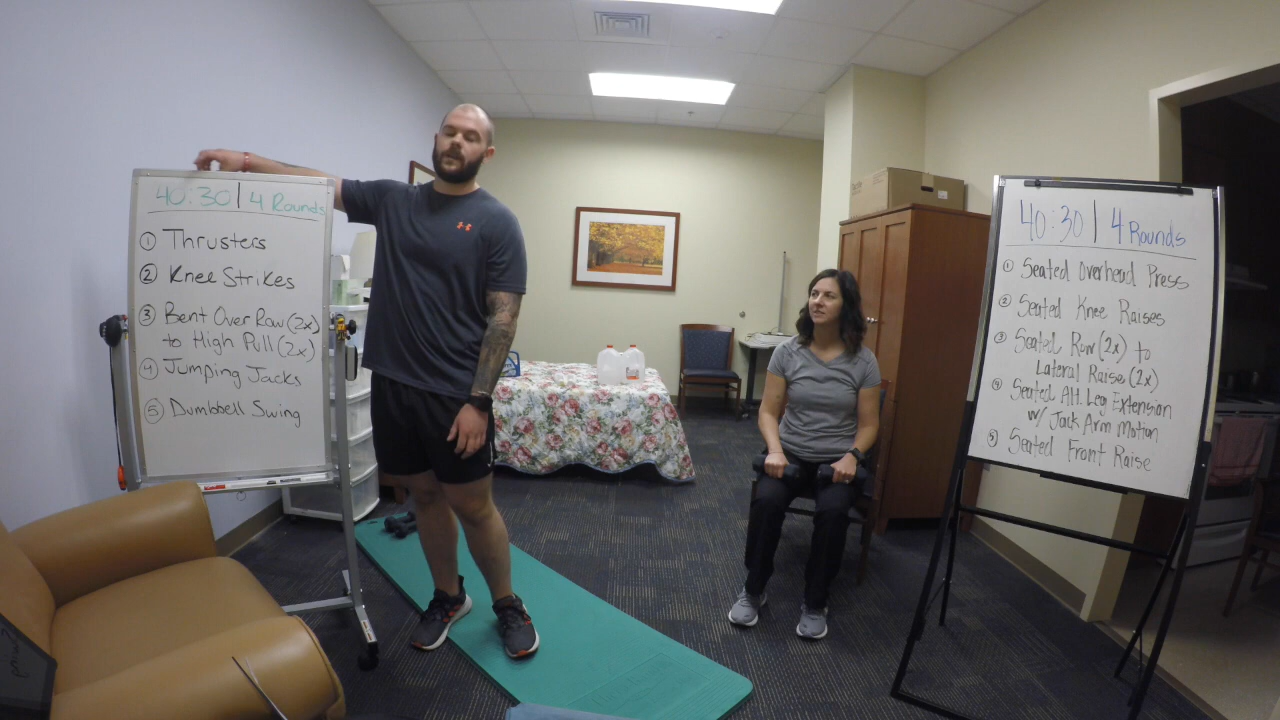 40:30 | 4 Rounds
① Thrusters
② Knee Strikes
③ Bent Over Row (2x)
to High Pull (2x)
④ Jumping Jacks
⑤ Dumbbell Swing
40:30 | 4 Rounds
① Seated Overhead Press
② Seated Knee Raises
③ Seated Row (2x) to
Lateral Raises (2x)
④ Seated Alt. Leg Extension
w/ Jack Arm Motion
⑤ Seated Front Raise